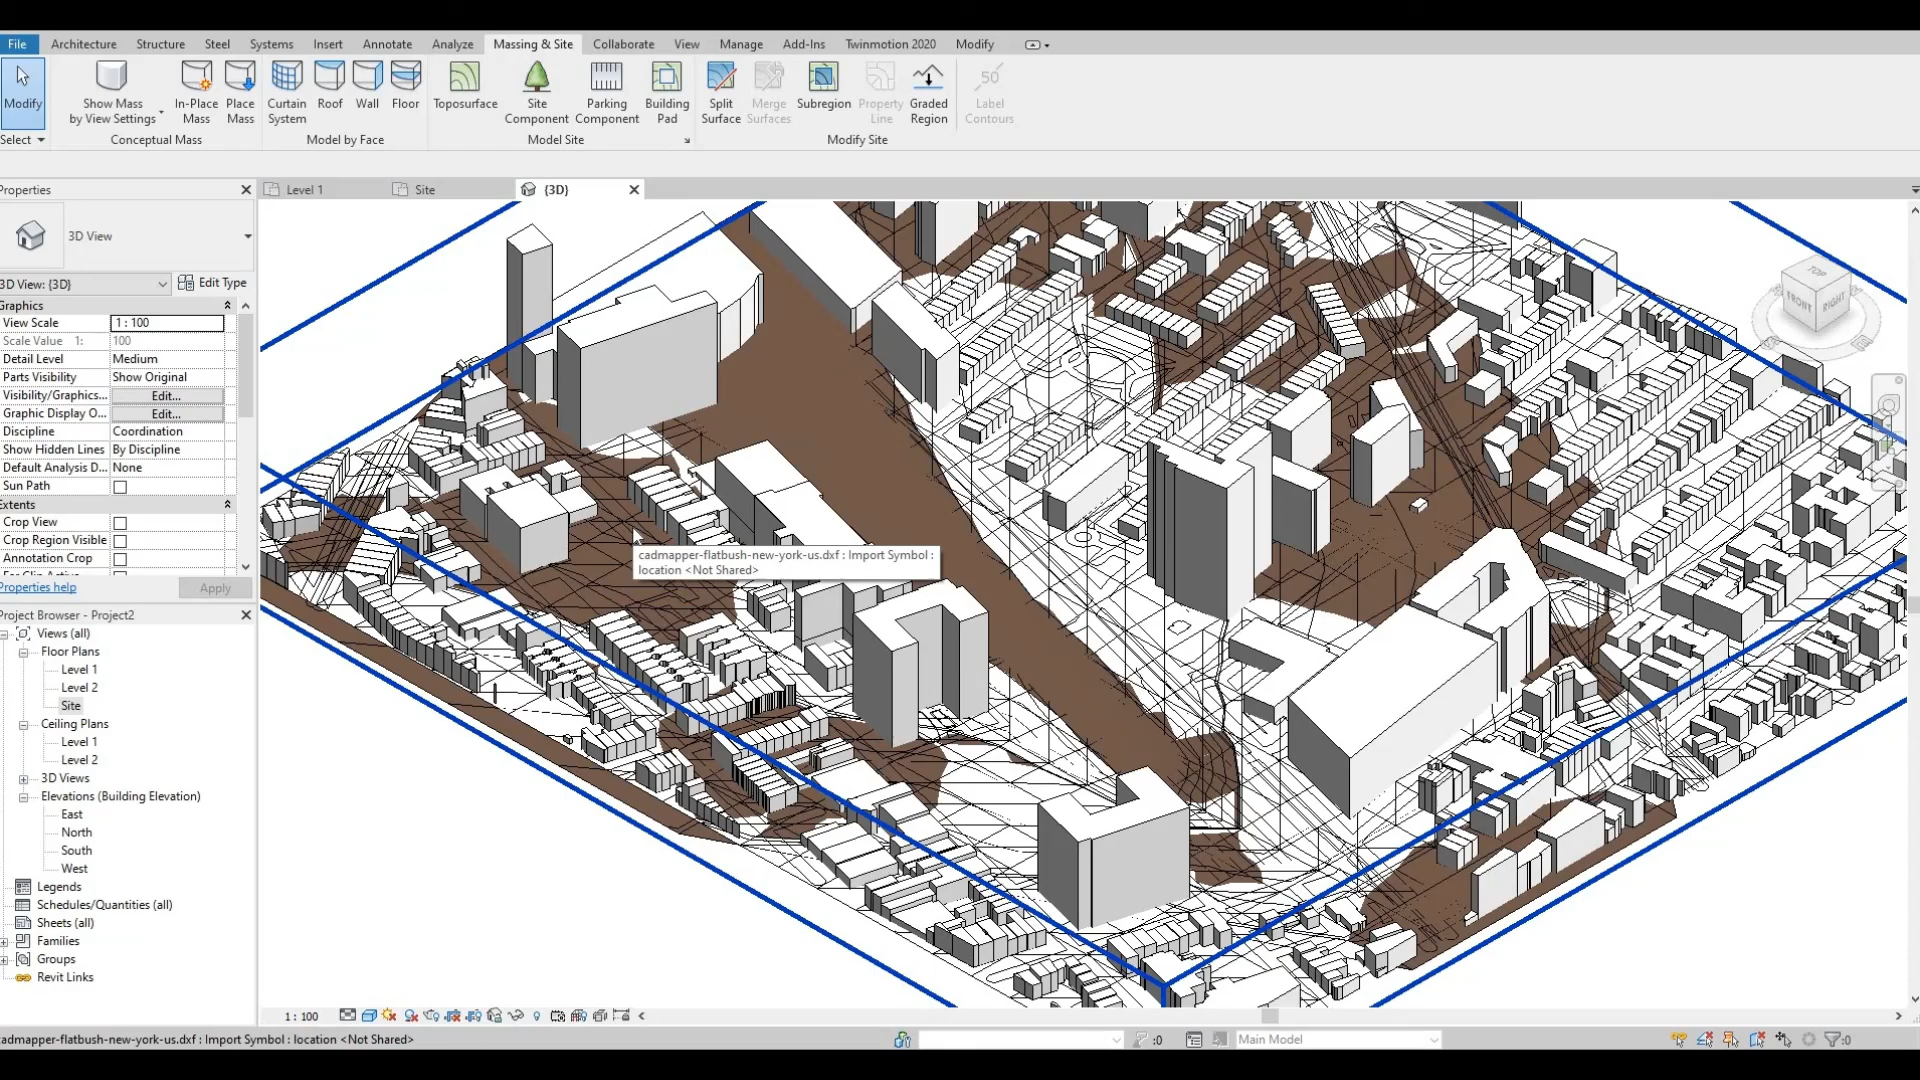 File Architecture Structure Steel Systems Insert Annotate Analyze Massing & Site Collaborate View Manage Add-Ins Twinmotion 2020 Modify
Modify
Show Mass
by View Settings
In-Place
Mass
Place
Mass
Curtain
System
Roof
Wall
Floor
Toposurface
Site
Component
Parking
Component
Building
Pad
Split
Surface
Merge
Surfaces
Subregion
Property
Line
Graded
Region
50
Label
Contours
Select Conceptual Mass Model by Face Model Site Modify Site
Properties
Level 1 Site {3D}
3D View
3D View: {3D} Edit Type
Graphics
View Scale 1 : 100
Scale Value 1: 100
Detail Level Medium
Parts Visibility Show Original
Visibility/Graphics... Edit...
Graphic Display O... Edit...
Discipline Coordination
Show Hidden Lines By Discipline
Default Analysis D... None
Sun Path
Extents
Crop View
Crop Region Visible
Annotation Crop
Properties help Apply
Project Browser - Project2
Views (all)
Floor Plans
Level 1
Level 2
Site
Ceiling Plans
Level 1
Level 2
3D Views
Elevations (Building Elevation)
East
North
South
West
Legends
Schedules/Quantities (all)
Sheets (all)
Families
Groups
Revit Links
TOP
FRONT
RIGHT
cadmapper-flatbush-new-york-us.dxf : Import Symbol :
location <Not Shared>
1 : 100
cadmapper-flatbush-new-york-us.dxf : Import Symbol : location <Not Shared>
:0
Main Model
:0